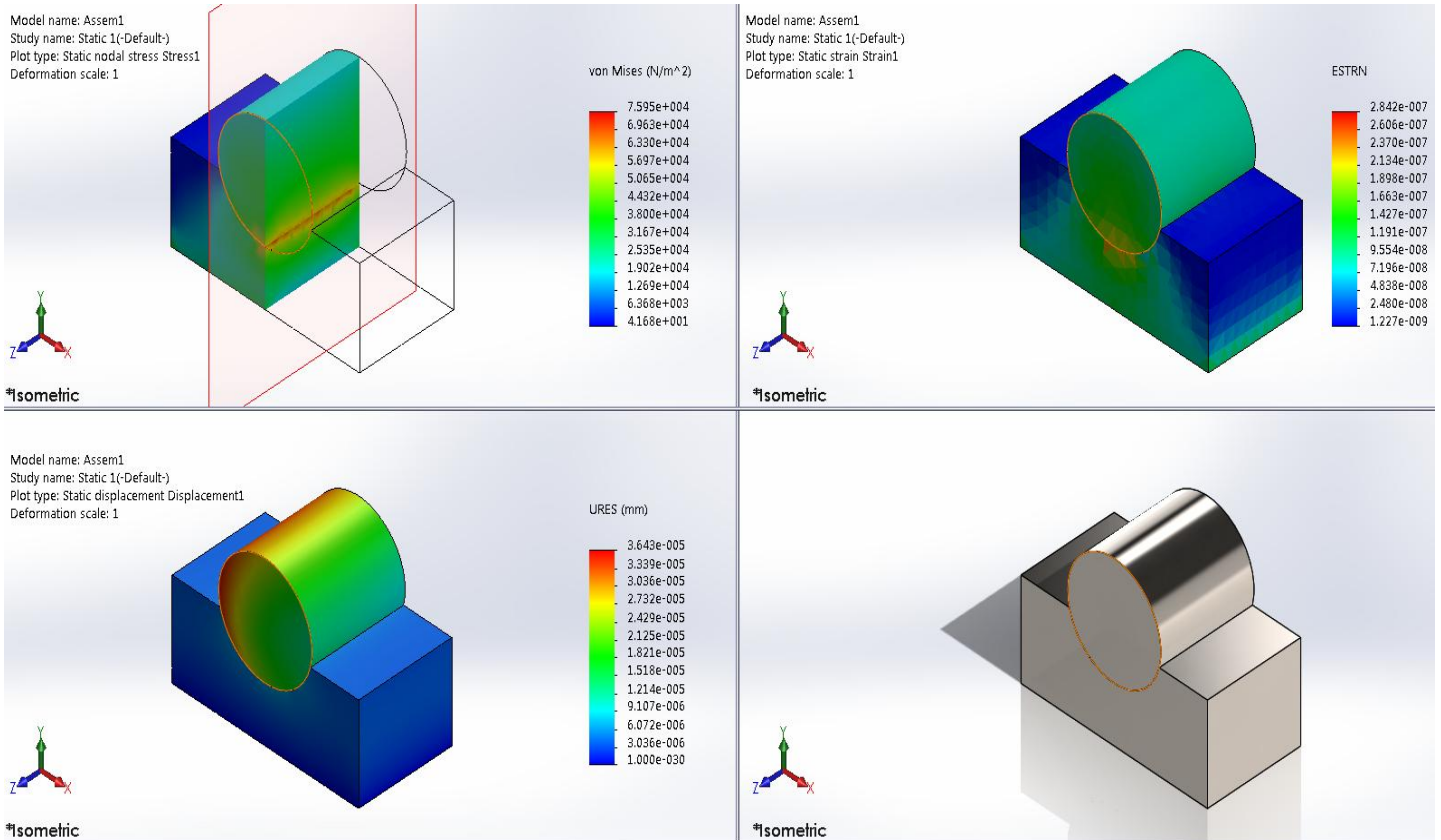 Model name: Assem1
Study name: Static 1(-Default-)
Plot type: Static nodal stress Stress1
Deformation scale: 1
von Mises (N/m^2)
7.595e+004
6.963e+004
6.330e+004
5.697e+004
5.065e+004
4.432e+004
3.800e+004
3.167e+004
2.535e+004
1.902e+004
1.269e+004
6.368e+003
4.168e+001
Y
Z
X
*Isometric
Model name: Assem1
Study name: Static 1(-Default-)
Plot type: Static strain Strain1
Deformation scale: 1
ESTRN
2.842e-007
2.606e-007
2.370e-007
2.134e-007
1.898e-007
1.663e-007
1.427e-007
1.191e-007
9.554e-008
7.196e-008
4.838e-008
2.480e-008
1.227e-009
Y
Z
X
*Isometric
Model name: Assem1
Study name: Static 1(-Default-)
Plot type: Static displacement Displacement1
Deformation scale: 1
URES (mm)
3.643e-005
3.339e-005
3.036e-005
2.732e-005
2.429e-005
2.125e-005
1.821e-005
1.518e-005
1.214e-005
9.107e-006
6.072e-006
3.036e-006
1.000e-030
Y
Z
X
*Isometric
Y
Z
X
*Isometric